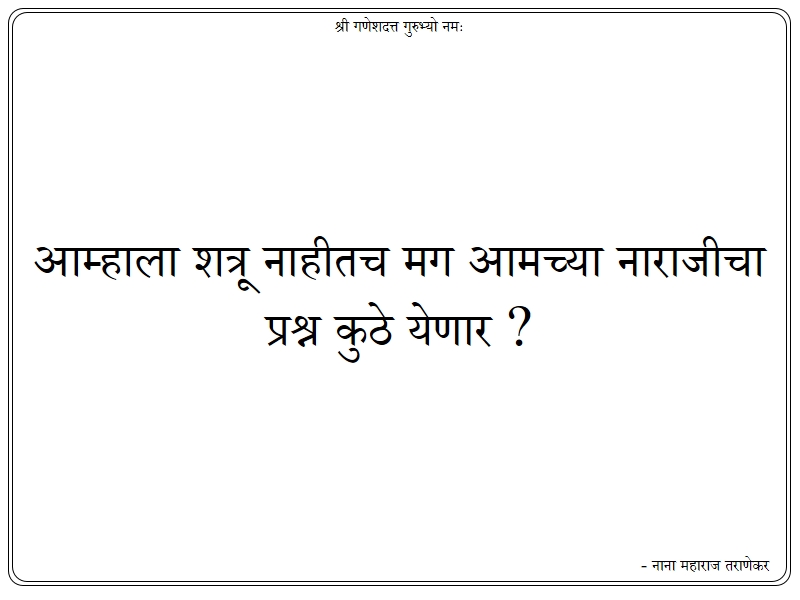 श्री गणेशदत्त गुरुभ्यो नमः
आम्हाला शत्रू नाहीतच मग आमच्या नाराजीचा
प्रश्न कुठे येणार ?
- नाना महाराज तराणेकर